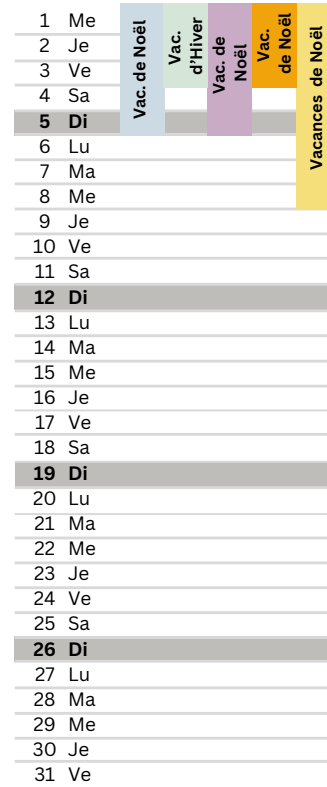 1 Me
2 Je
3 Ve
4 Sa
5 Di
6 Lu
7 Ma
8 Me
9 Je
10 Ve
11 Sa
12 Di
13 Lu
14 Ma
15 Me
16 Je
17 Ve
18 Sa
19 Di
20 Lu
21 Ma
22 Me
23 Je
24 Ve
25 Sa
26 Di
27 Lu
28 Ma
29 Me
30 Je
31 Ve
Vac. de Noël
Vac.
d'Hiver
Vac. de
Noël
Vac.
de Noël
Vacances de Noël